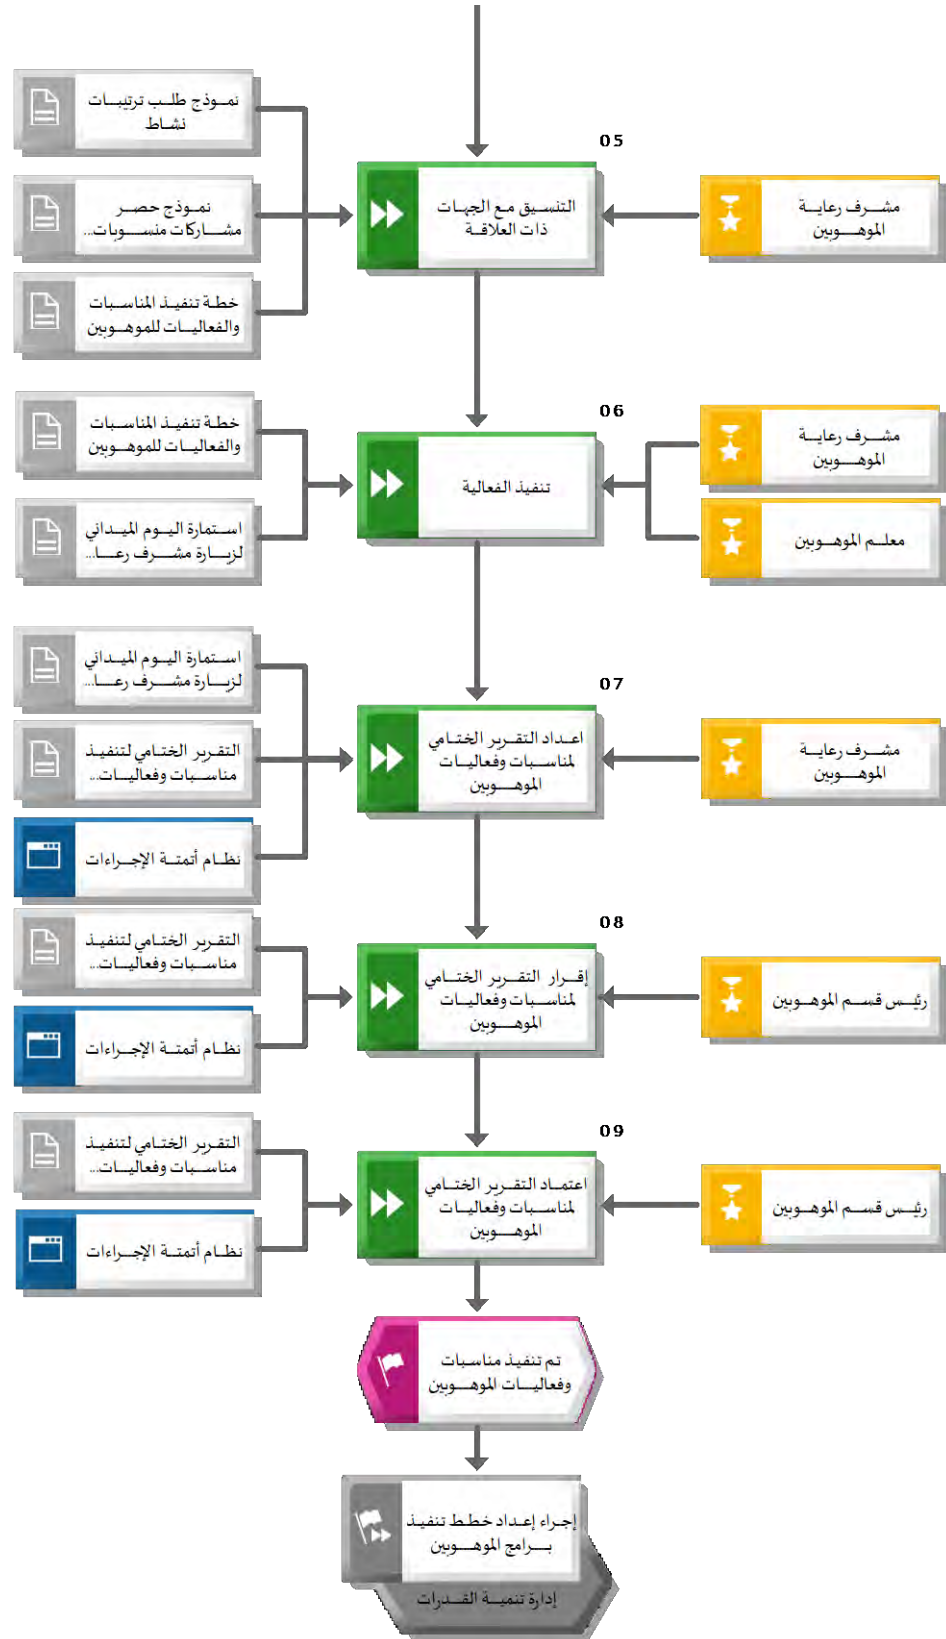 05
مشرف رعاية
الموهوبين
التنسيق مع الجهات
ذات العلاقة
نموذج طلب ترتيبات
نشاط
نموذج حصر
مشاركات منسوبات...
خطة تنفيذ المناسبات
والفعاليات للموهوبين
06
مشرف رعاية
الموهوبين
معلم الموهوبين
تنفيذ الفعالية
خطة تنفيذ المناسبات
والفعاليات للموهوبين
استمارة اليوم الميداني
لزيارة مشرف رعا...
07
مشرف رعاية
الموهوبين
اعداد التقرير الختامي
لمناسبات وفعاليات
الموهوبين
استمارة اليوم الميداني
لزيارة مشرف رعا...
التقرير الختامي لتنفيذ
مناسبات وفعاليات...
نظام أتمتة الإجراءات
08
رئيس قسم الموهوبين
إقرار التقرير الختامي
لمناسبات وفعاليات
الموهوبين
التقرير الختامي لتنفيذ
مناسبات وفعاليات...
نظام أتمتة الإجراءات
09
رئيس قسم الموهوبين
اعتماد التقرير الختامي
لمناسبات وفعاليات
الموهوبين
التقرير الختامي لتنفيذ
مناسبات وفعاليات...
نظام أتمتة الإجراءات
تم تنفيذ مناسبات
وفعاليات الموهوبين
إجراء إعداد خطط تنفيذ
برامج الموهوبين
إدارة تنمية القدرات